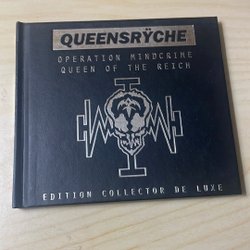 QUEENSRŸCHE
OPERATION MINDCRIME
QUEEN OF THE REICH
EDITION COLLECTOR DE LUXE